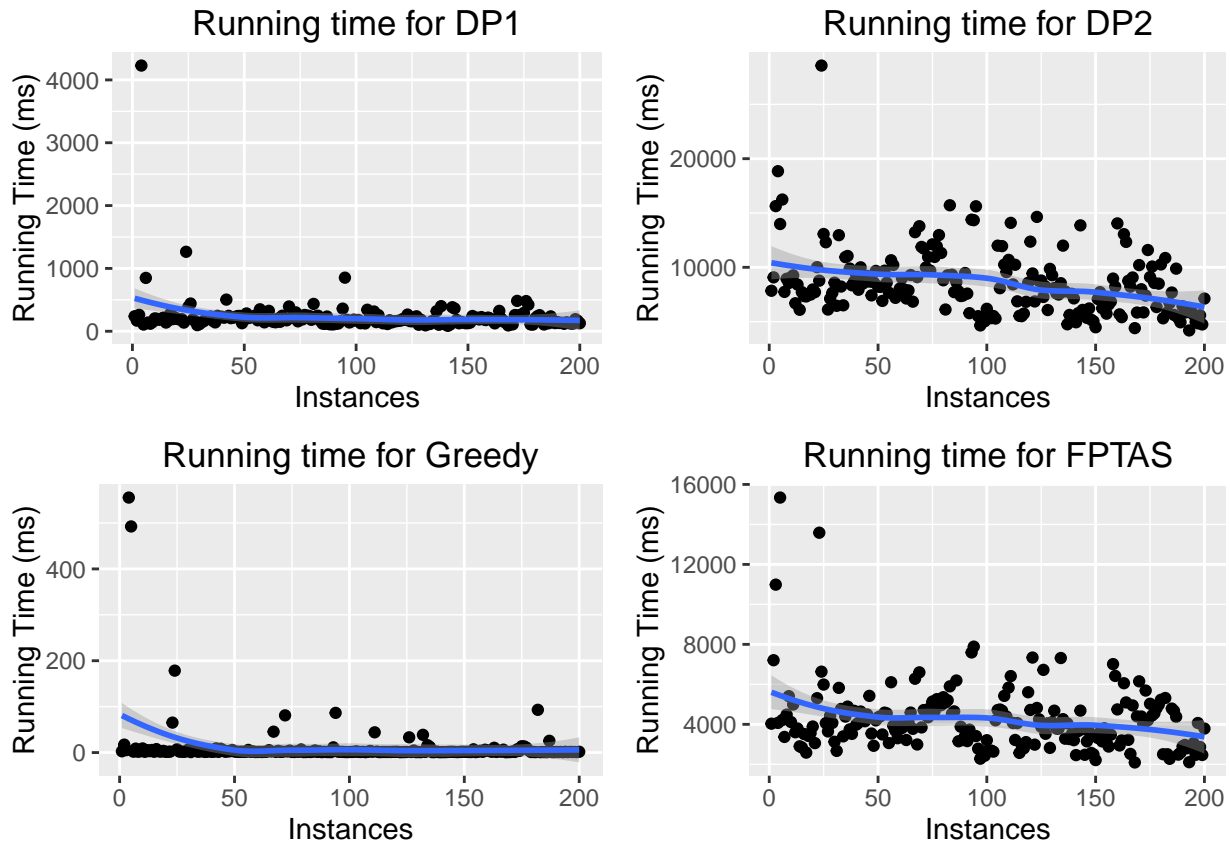 Running time for DP1
Running Time (ms)
4000
3000
2000
1000
0
0 50 100 150 200
Instances
Running time for DP2
Running Time (ms)
20000
10000
0 50 100 150 200
Instances
Running time for Greedy
Running Time (ms)
400
200
0
0 50 100 150 200
Instances
Running time for FPTAS
Running Time (ms)
16000
12000
8000
4000
0 50 100 150 200
Instances